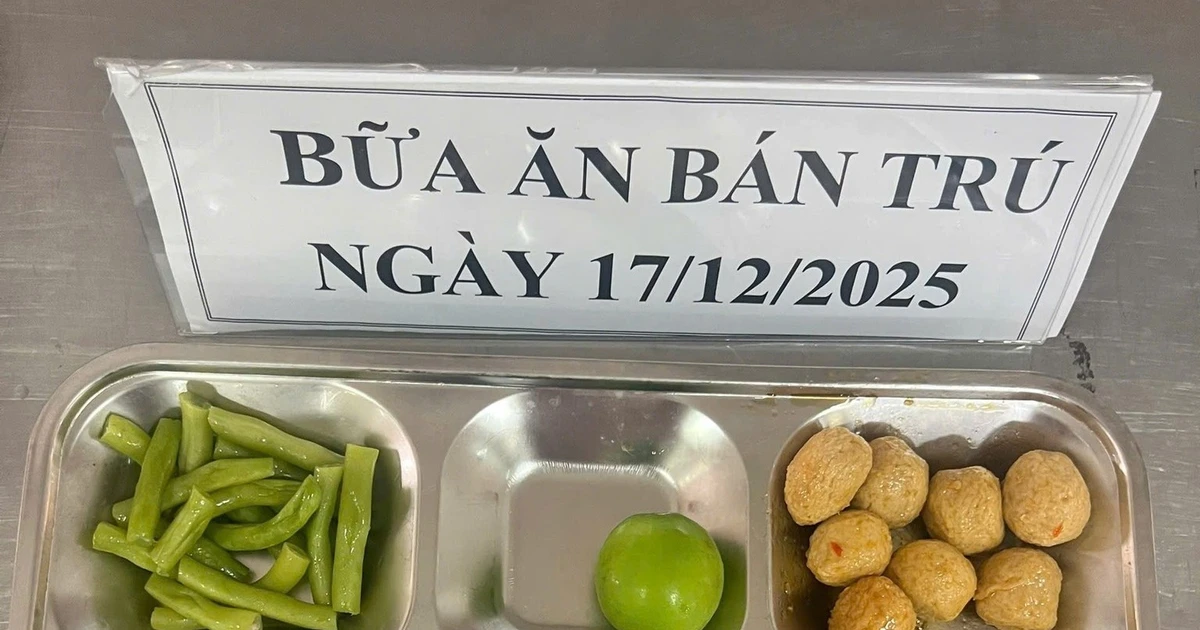 BỮA ĂN BÁN TRÚ
NGÀY 17/12/2025